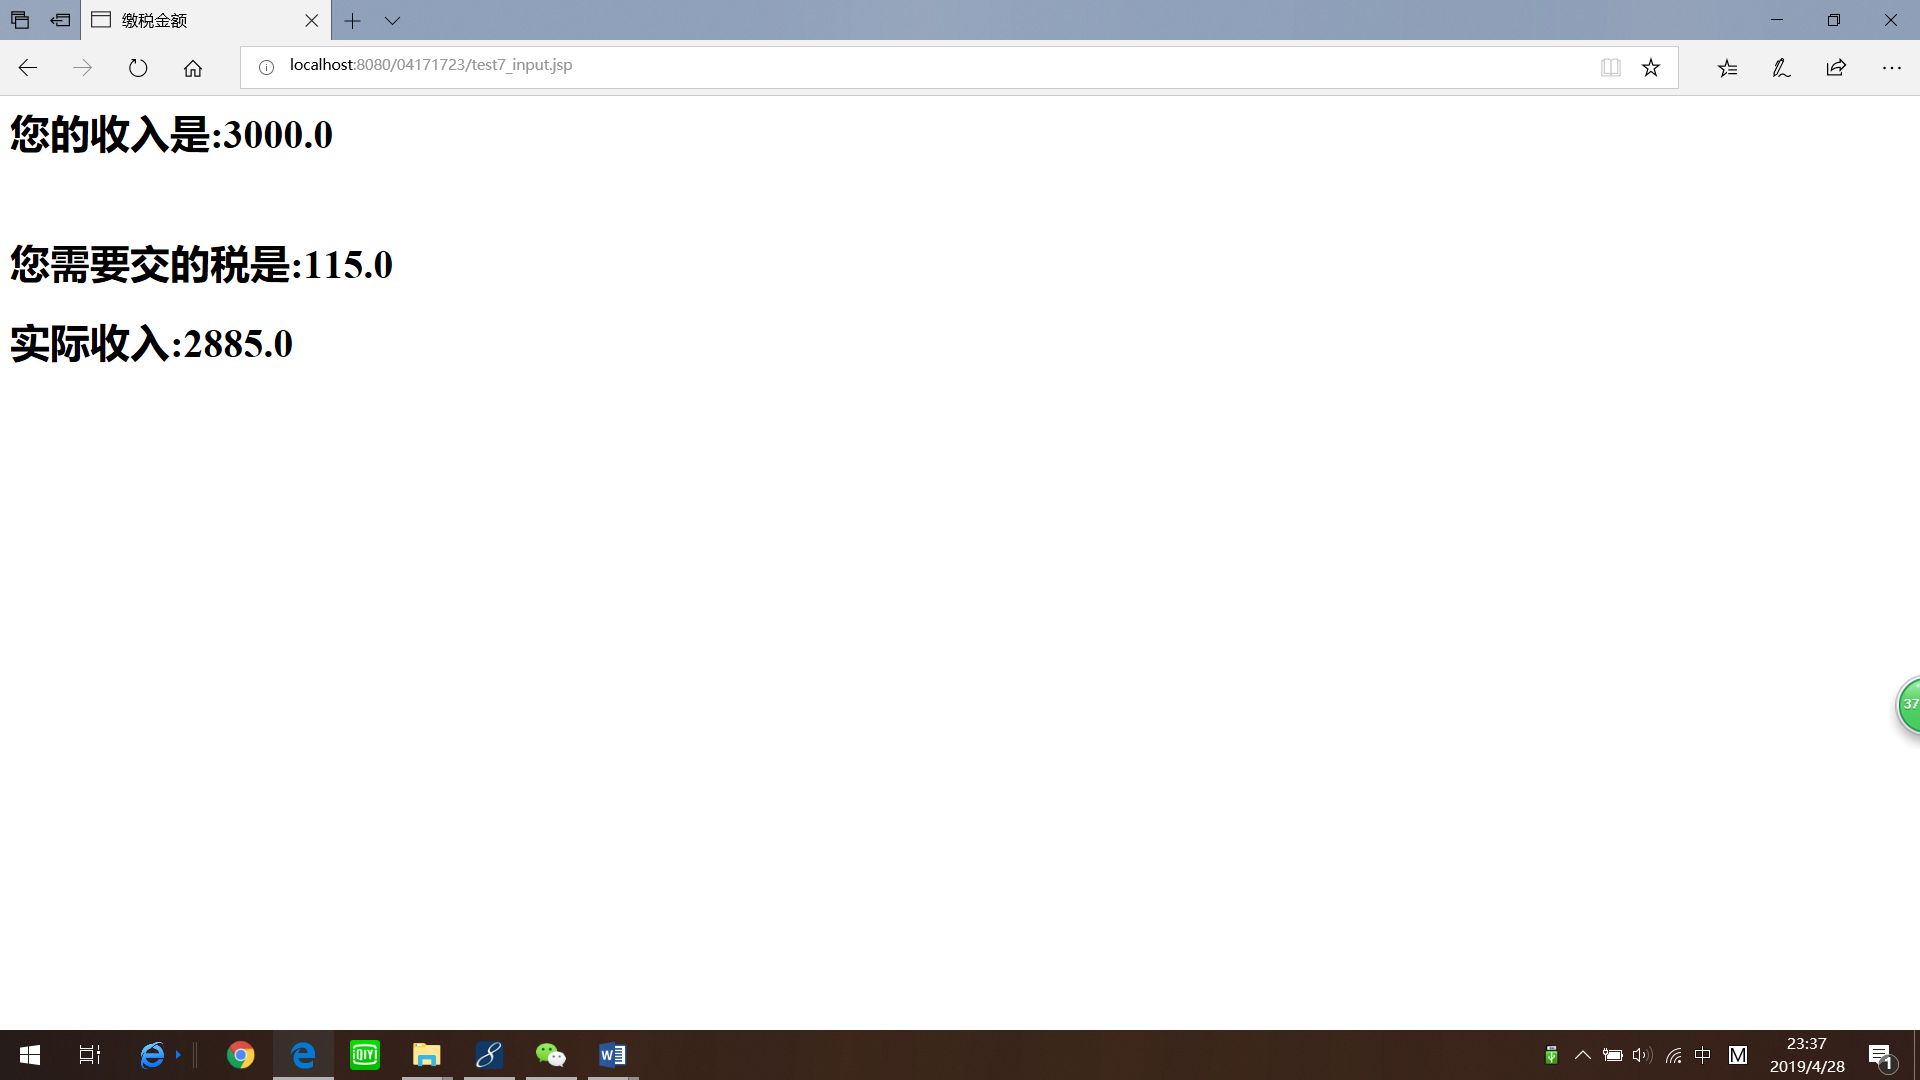 缴税金额
localhost:8080/04171723/test7_input.jsp
您的收入是:3000.0
您需要交的税是:115.0
实际收入:2885.0
37
QIY
W
中
M
23:37
2019/4/28
1